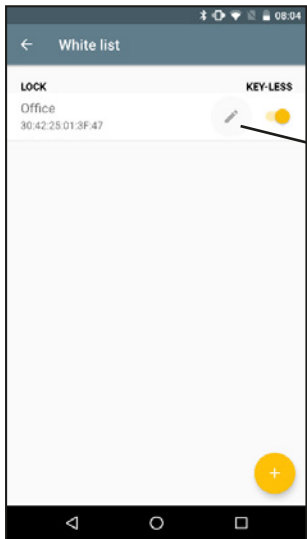 08:04
White list
LOCK KEY-LESS
Office
30:42:25:01:3F:47
+